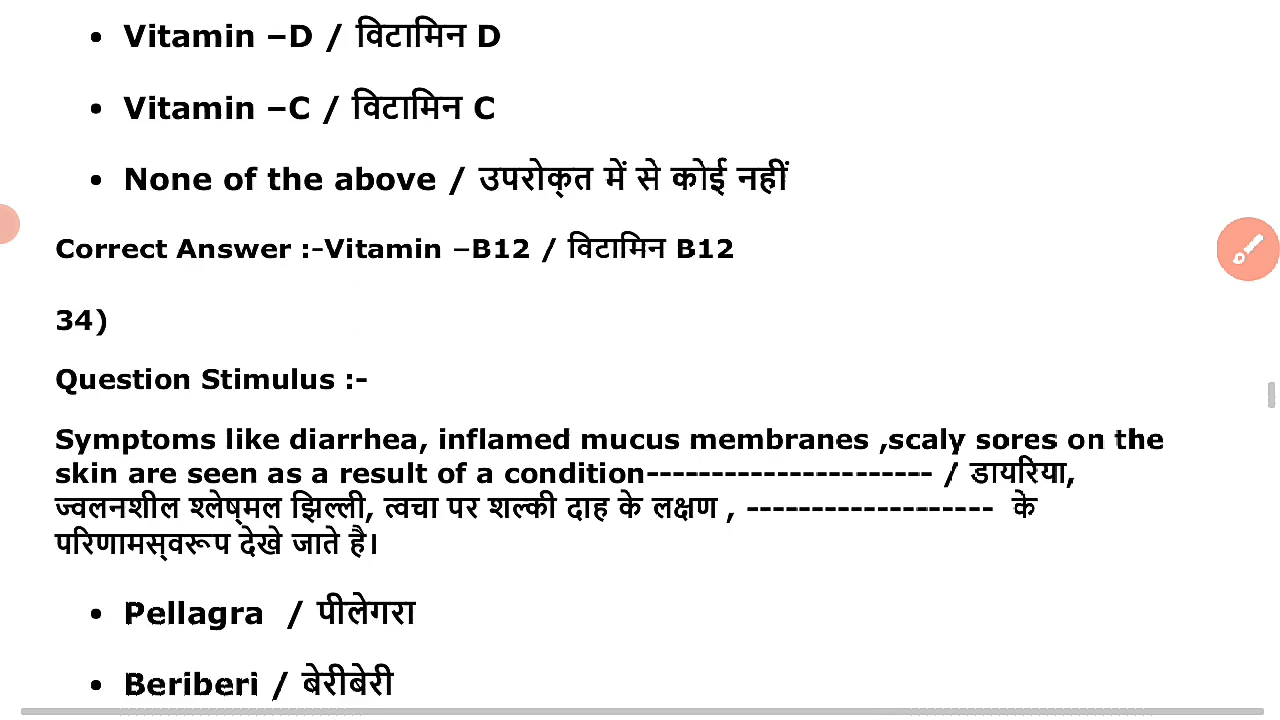 • Vitamin –D / विटामिन D
• Vitamin –C / विटामिन C
• None of the above / उपरोक्त में से कोई नहीं
Correct Answer :-Vitamin –B12 / विटामिन B12
34)
Question Stimulus :-
Symptoms like diarrhea, inflamed mucus membranes ,scaly sores on the
skin are seen as a result of a condition---------------------- / डायरिया,
ज्वलनशील श्लेष्मल झिल्ली, त्वचा पर शल्की दाह के लक्षण , ------------------- के
परिणामस्वरूप देखे जाते है।
• Pellagra / पीलेगरा
• Beriberi / बेरीबेरी